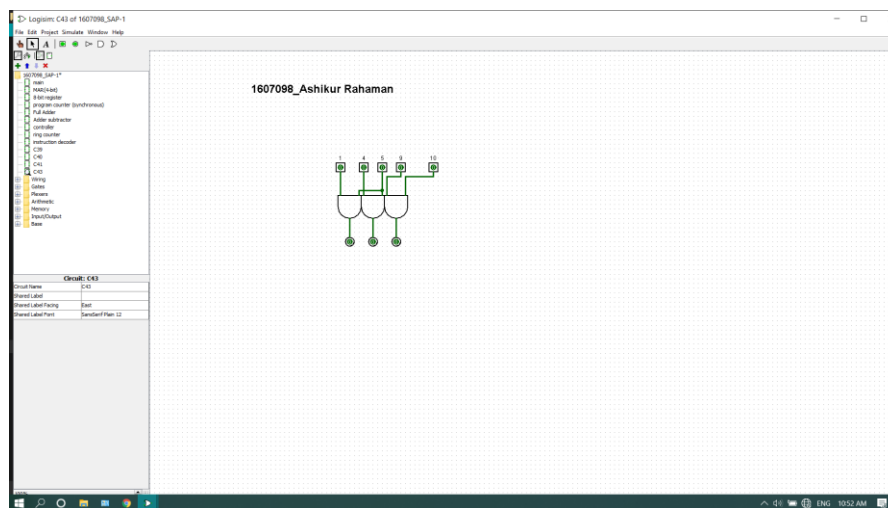 Logisim: C43 of 1607098_SAP-1
File Edit Project Simulate Window Help
A
1607098_SAP-1*
main
MAR(4-bit)
8-bit register
program counter (synchronous)
Full Adder
Adder subtractor
controller
ring counter
instruction decoder
C39
C40
C41
C43
Wiring
Gates
Plexers
Arithmetic
Memory
Input/Output
Base
1607098_Ashikur Rahaman
1 4 5 9 10
Circuit: C43
Circuit Name C43
Shared Label
Shared Label Facing East
Shared Label Font SansSerif Plain 12
ENG 10:52 AM